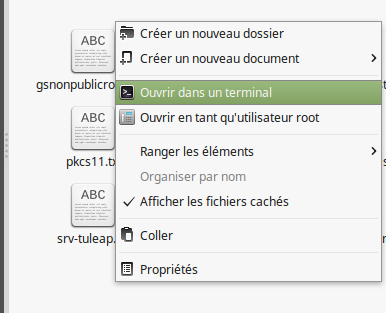 ABC
gsnonpublicro
ABC
pkcs11.tx
ABC
srv-tuleap.
Créer un nouveau dossier
Créer un nouveau document
Ouvrir dans un terminal
Ouvrir en tant qu'utilisateur root
Ranger les éléments
Organiser par nom
Afficher les fichiers cachés
Coller
Propriétés